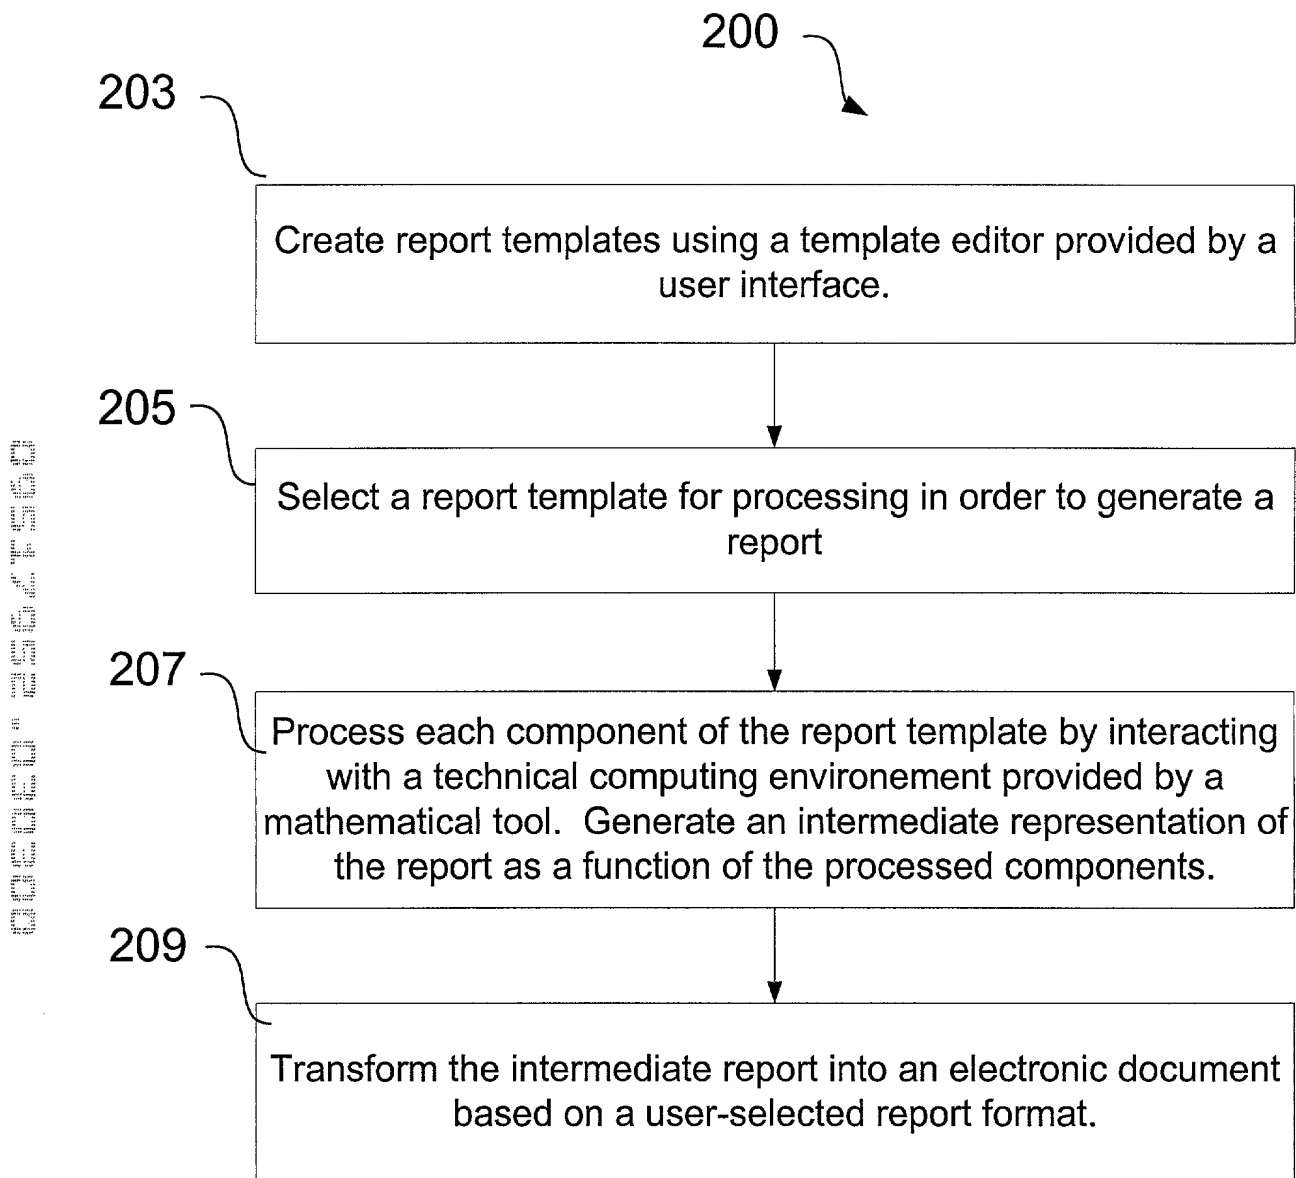 200
203
Create report templates using a template editor provided by a
user interface.
205
Select a report template for processing in order to generate a
report
207
Process each component of the report template by interacting
with a technical computing environement provided by a
mathematical tool.  Generate an intermediate representation of
the report as a function of the processed components.
209
Transform the intermediate report into an electronic document
based on a user-selected report format.